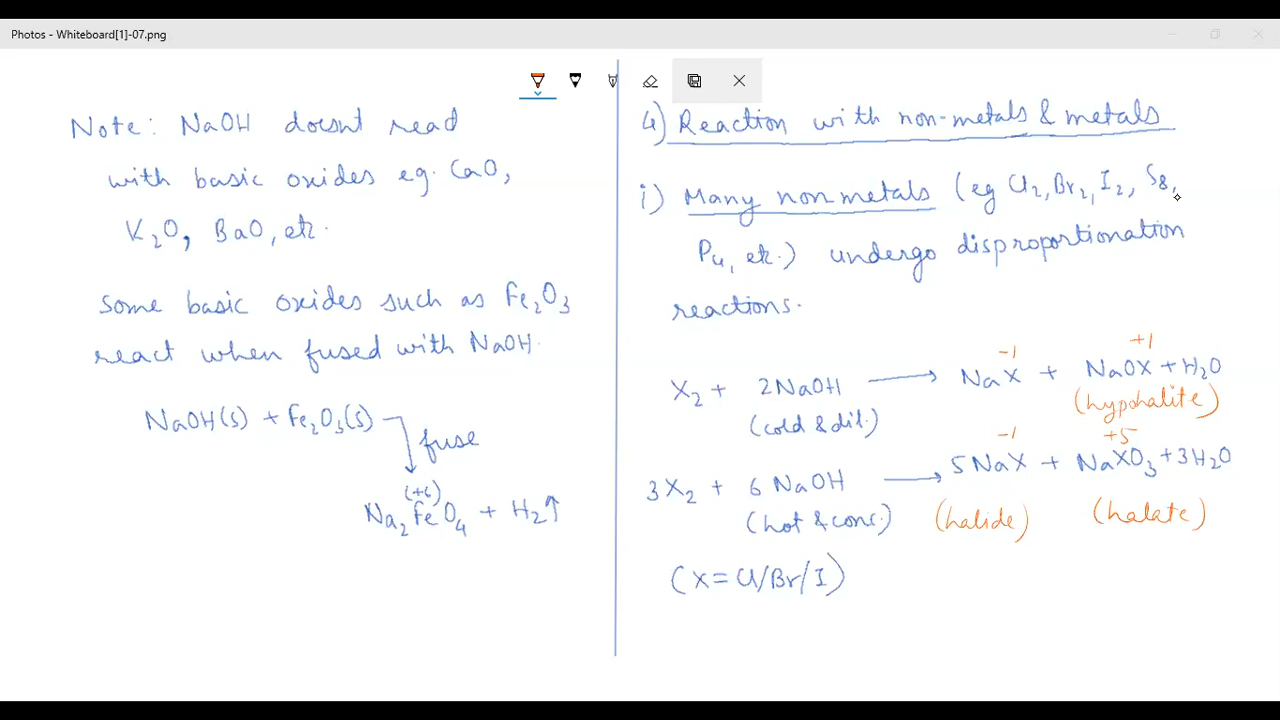 Photos - Whiteboard[1]-07.png
Note: NaOH doesnt read
with basic oxides eg. CaO,
K₂O, BaO, etc.
some basic oxides such as Fe₂O₃
react when fused with NaOH.
NaOH(s) + Fe₂O₃(s)
fuse
(+6)
Na₂FeO₄ + H₂↑
4) Reaction with non-metals & metals
i) Many nonmetals (eg Cl₂, Br₂, I₂, S₈,
P₄, etc.) undergo disproportionation
reactions.
-1 +1
X₂ + 2NaOH ⟶ NaX + NaOX + H₂O
(cold & dil.) (hypohalite)
-1 +5
3X₂ + 6NaOH ⟶ 5NaX + NaXO₃ + 3H₂O
(hot & conc.) (halide) (halate)
(X = Cl/Br/I)